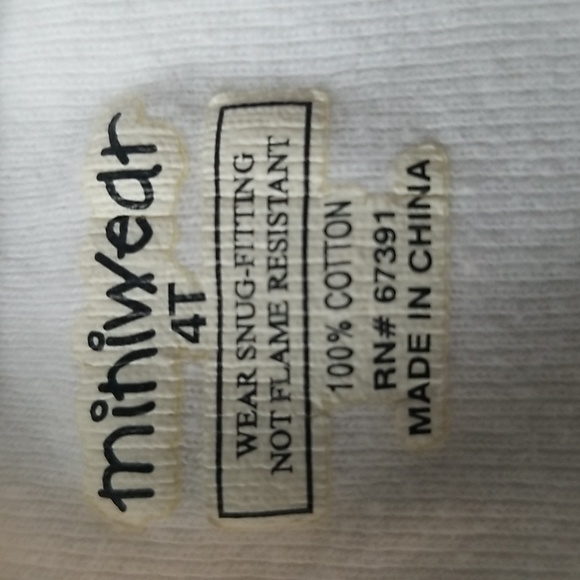 miniwear
4T
WEAR SNUG-FITTING
NOT FLAME RESISTANT
100% COTTON
RN# 67391
MADE IN CHINA